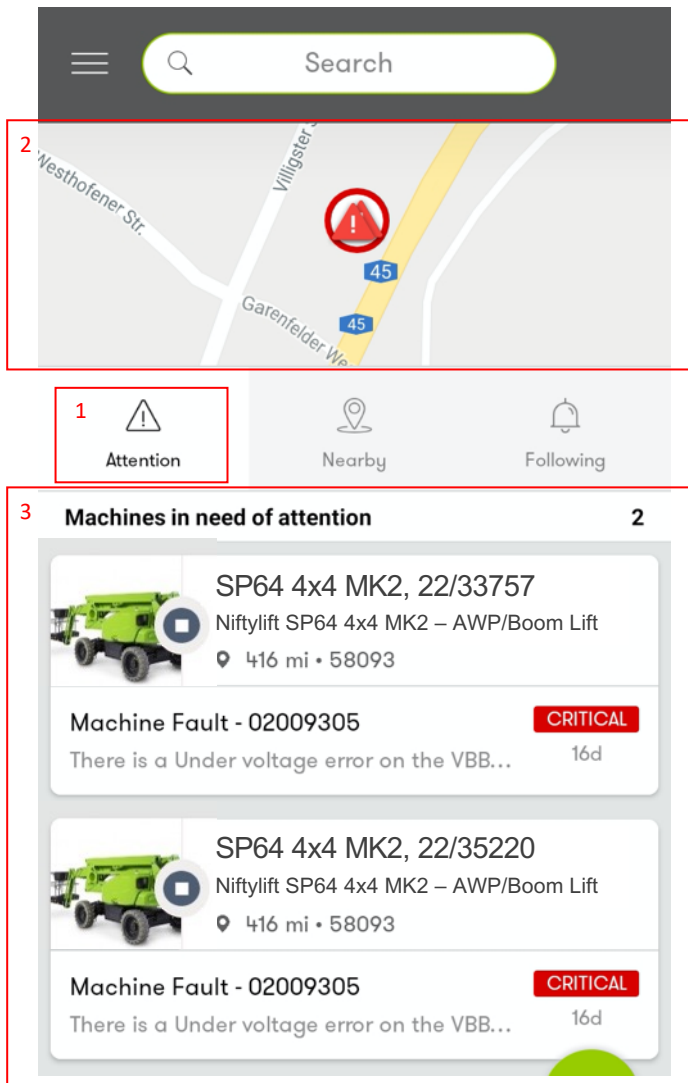 Search
2
Westhofener Str.
Villigster S
45
45
Garenfelder We
1
Attention
Nearby
Following
3
Machines in need of attention 2
SP64 4x4 MK2, 22/33757
Niftylift SP64 4x4 MK2 – AWP/Boom Lift
416 mi • 58093
Machine Fault - 02009305 CRITICAL
There is a Under voltage error on the VBB... 16d
SP64 4x4 MK2, 22/35220
Niftylift SP64 4x4 MK2 – AWP/Boom Lift
416 mi • 58093
Machine Fault - 02009305 CRITICAL
There is a Under voltage error on the VBB... 16d